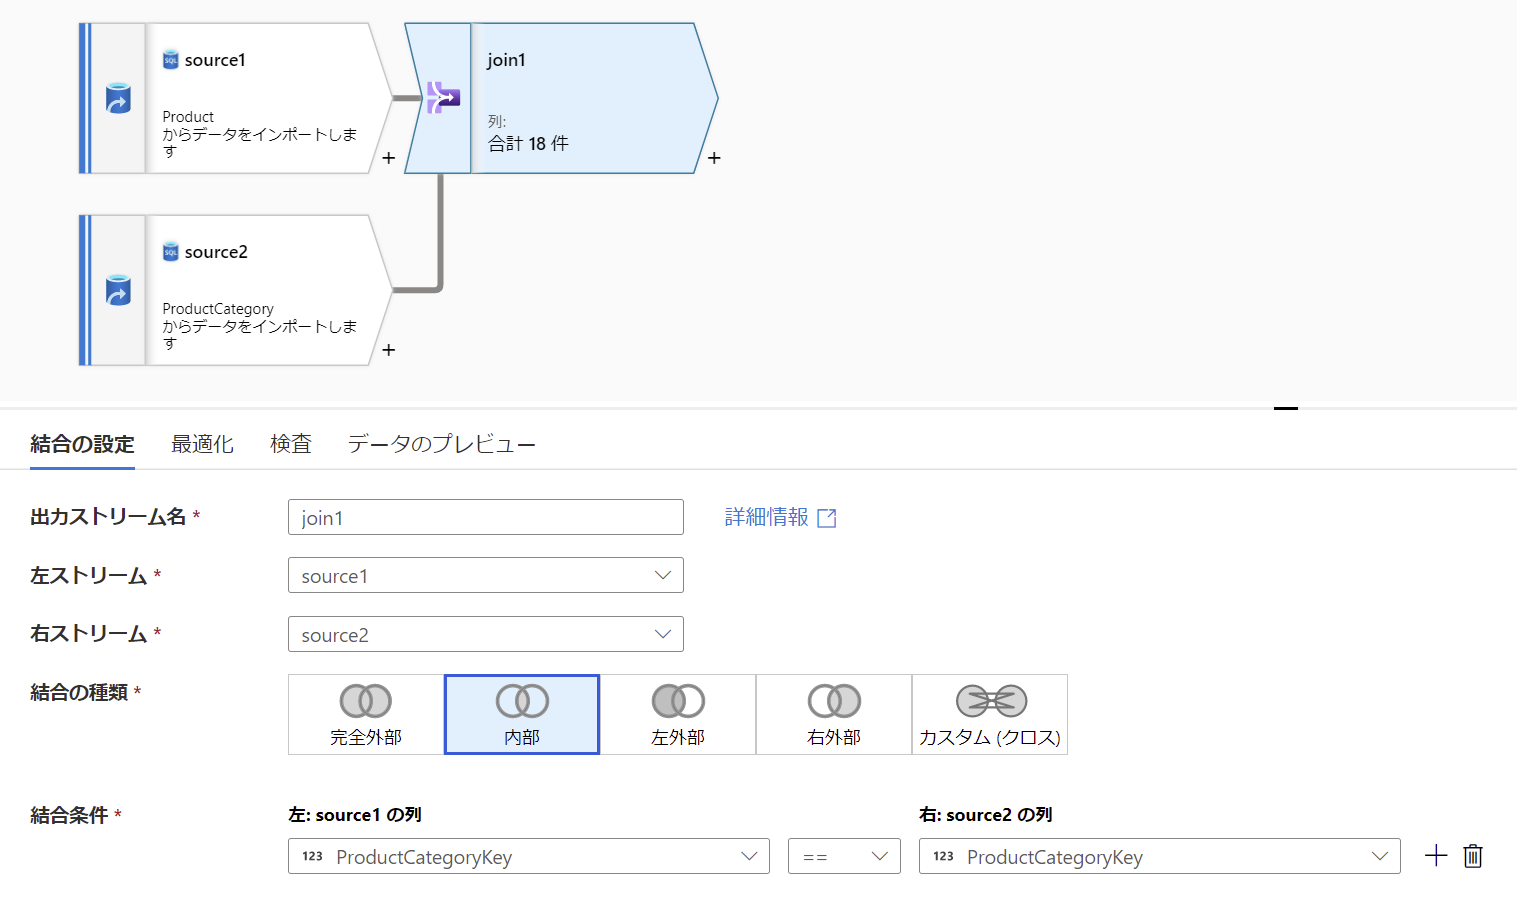 SQL source1
Product
からデータをインポートしま
す
+
join1
列:
合計 18 件
+
SQL source2
ProductCategory
からデータをインポートしま
す
+
結合の設定 最適化 検査 データのプレビュー
出力ストリーム名 * join1 詳細情報
左ストリーム * source1
右ストリーム * source2
結合の種類 * 完全外部 内部 左外部 右外部 カスタム (クロス)
結合条件 * 左: source1 の列 右: source2 の列
123 ProductCategoryKey == 123 ProductCategoryKey